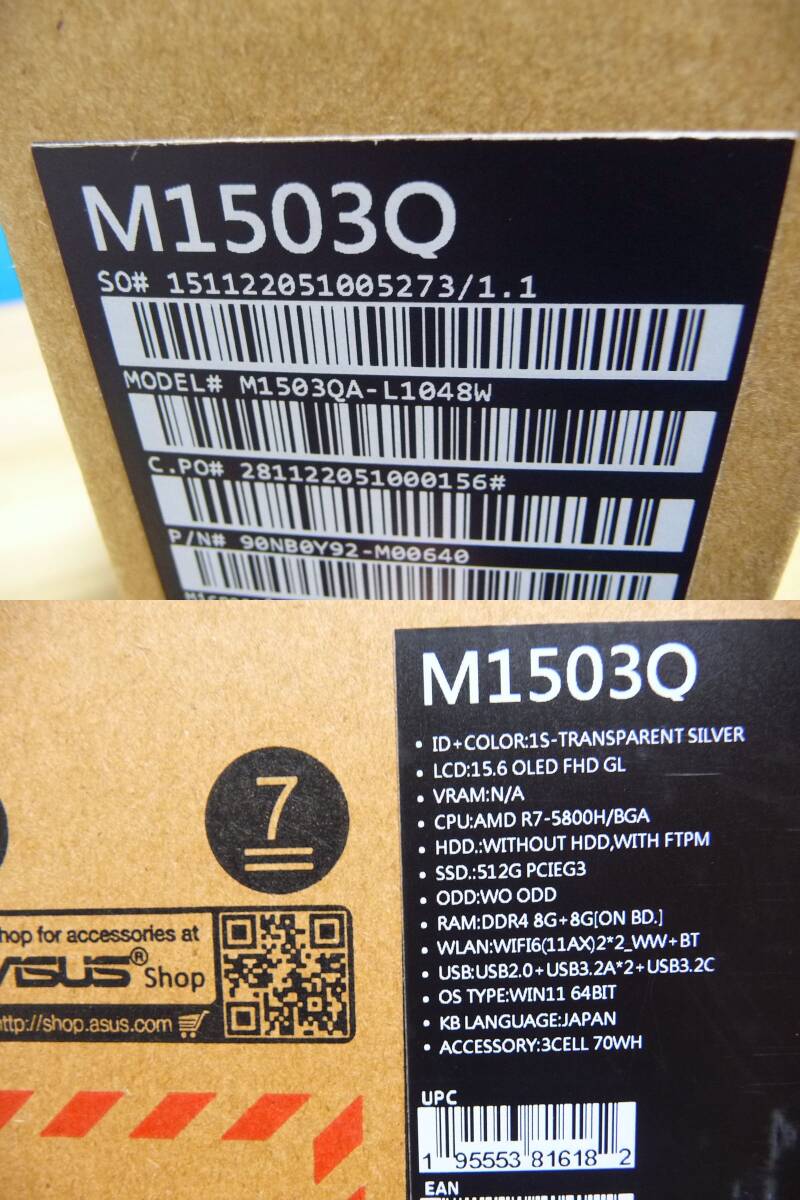 M1503Q
SO# 151122051005273/1.1
MODEL# M1503QA-L1048W
C.PO# 281122051000156#
P/N# 90NB0Y92-M00640
M1503Q
• ID+COLOR:1S-TRANSPARENT SILVER
• LCD:15.6 OLED FHD GL
• VRAM:N/A
• CPU:AMD R7-5800H/BGA
• HDD.:WITHOUT HDD,WITH FTPM
• SSD.:512G PCIEG3
• ODD:WO ODD
• RAM:DDR4 8G+8G[ON BD.]
• WLAN:WIFI6(11AX)2*2_WW+BT
• USB:USB2.0+USB3.2A*2+USB3.2C
• OS TYPE:WIN11 64BIT
• KB LANGUAGE:JAPAN
• ACCESSORY:3CELL 70WH
UPC
1 95553 81618 2
EAN
7
hop for accessories at
ASUS® Shop
http://shop.asus.com